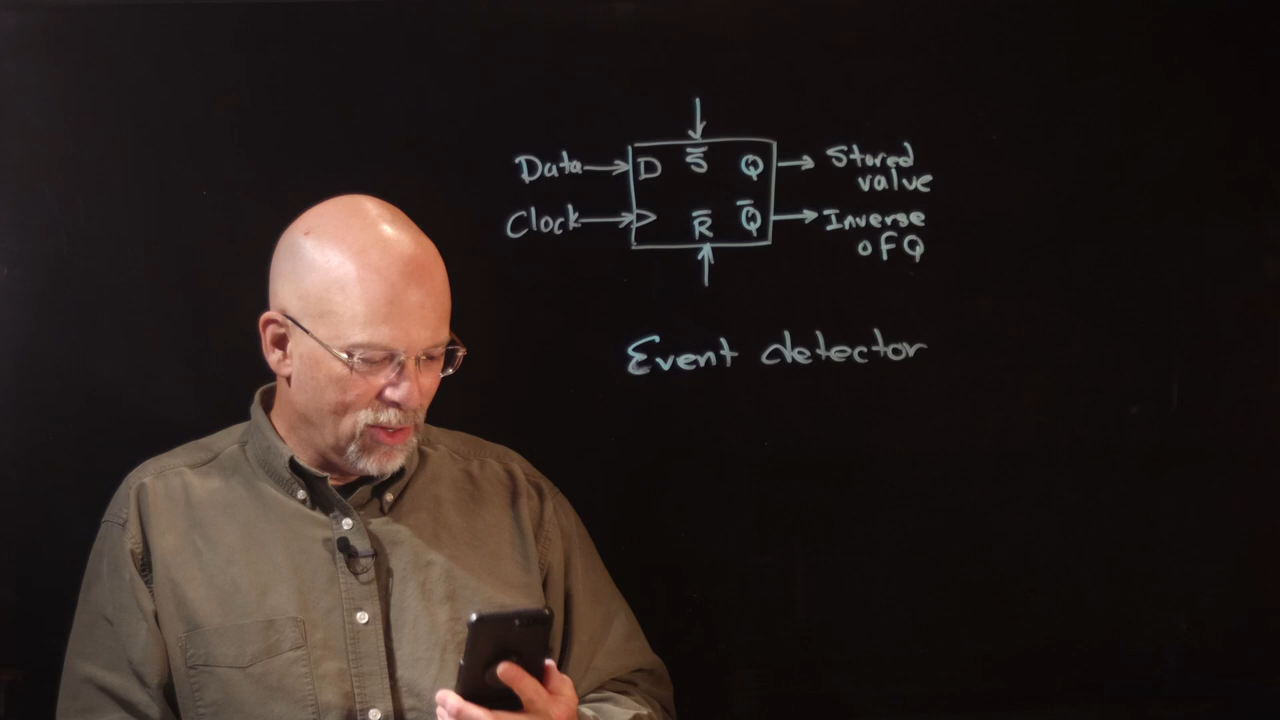 Data D S̅ Q Stored
value
Clock R̅ Q̅ Inverse
of Q
Event detector